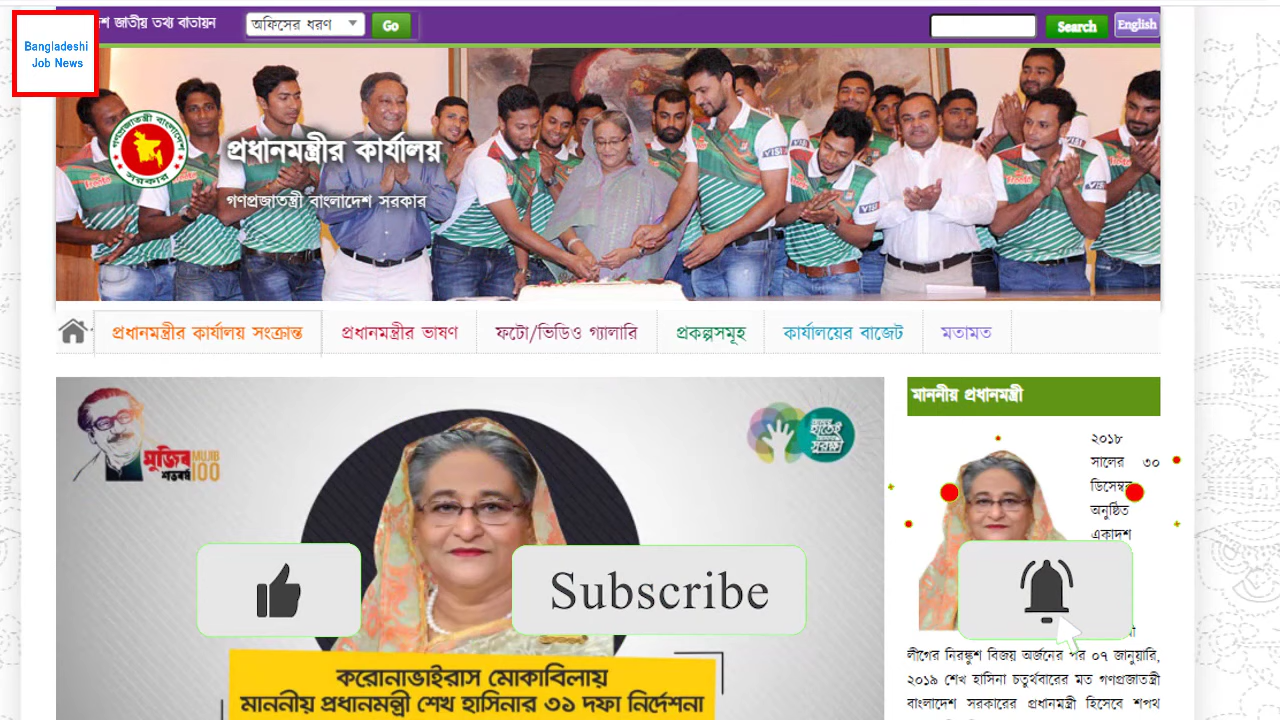 জাতীয় তথ্য বাতায়ন
অফিসের ধরণ
Go
Search
English
Bangladeshi
Job News
প্রধানমন্ত্রীর কার্যালয়
গণপ্রজাতন্ত্রী বাংলাদেশ সরকার
প্রধানমন্ত্রীর কার্যালয় সংক্রান্ত
প্রধানমন্ত্রীর ভাষণ
ফটো/ভিডিও গ্যালারি
প্রকল্পসমূহ
কার্যালয়ের বাজেট
মতামত
মুজিব
শতবর্ষ
MUJIB
100
মাননীয় প্রধানমন্ত্রী
২০১৮
সালের ৩০
ডিসেম্বর
অনুষ্ঠিত
একাদশ
Subscribe
লীগের নিরঙ্কুশ বিজয় অর্জনের পর ০৭ জানুয়ারি,
২০১৯ শেখ হাসিনা চতুর্থবারের মত গণপ্রজাতন্ত্রী
বাংলাদেশ সরকারের প্রধানমন্ত্রী হিসেবে শপথ
করোনাভাইরাস মোকাবিলায়
মাননীয় প্রধানমন্ত্রী শেখ হাসিনার ৩১ দফা নির্দেশনা